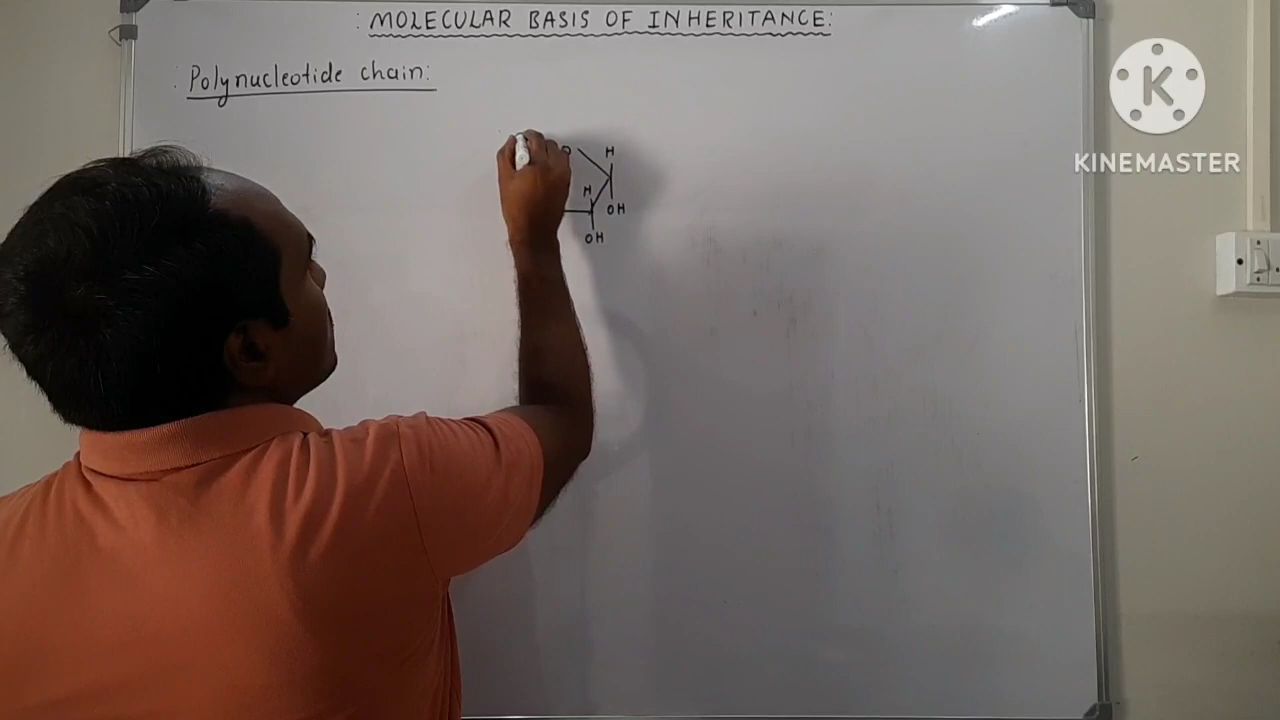 : MOLECULAR BASIS OF INHERITANCE:
: Polynucleotide chain:
H
H
OH
OH
K
KINEMASTER